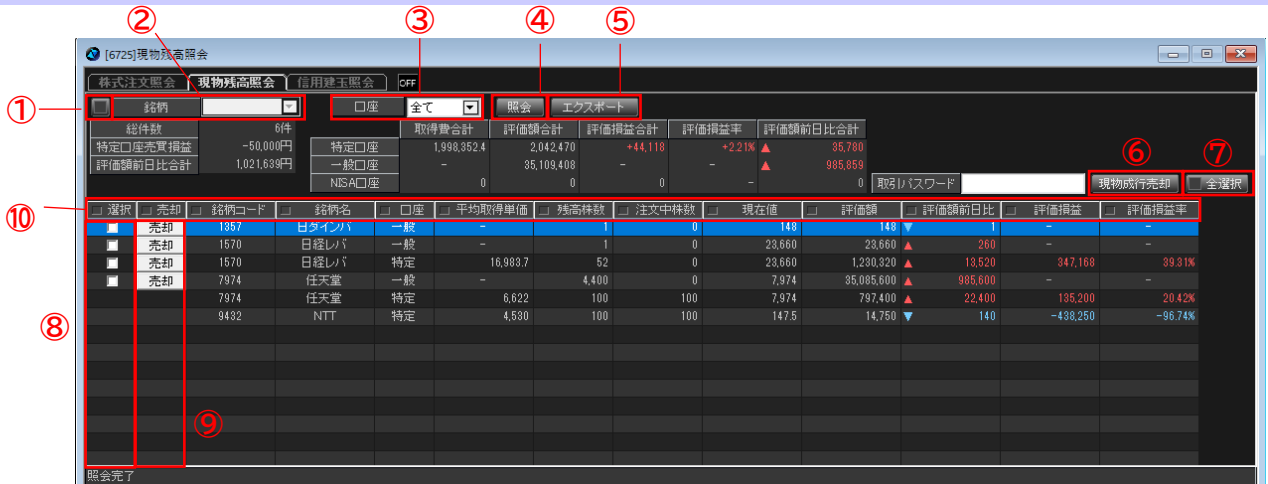 ② ③ ④ ⑤
[6725]現物残高照会
株式注文照会 現物残高照会 信用建玉照会 OFF
① 銘柄 口座 全て 照会 エクスポート
取得費合計 評価額合計 評価損益合計 評価損益率 評価額前日比合計
総件数 6件
特定口座売買損益 -50,000円 特定口座 1,998,352.4 2,042,470 +44,118 +2.21% ▲ 35,780
評価額前日比合計 1,021,639円 一般口座 - 35,109,408 - - ▲ 985,859
NISA口座 0 0 0 - 0
⑥ ⑦
取引パスワード 現物成行売却 全選択
⑩ 選択 売却 銘柄コード 銘柄名 口座 平均取得単価 残高株数 注文中株数 現在値 評価額 評価額前日比 評価損益 評価損益率
売却 1357 日ダインバ 一般 - 1 0 148 148 ▼ 1 - -
売却 1570 日経レバ 一般 - 1 0 23,660 23,660 ▲ 260 - -
売却 1570 日経レバ 特定 16,983.7 52 0 23,660 1,230,320 ▲ 13,520 347,168 39.31%
売却 7974 任天堂 一般 - 4,400 0 7,974 35,085,600 ▲ 985,600 - -
7974 任天堂 特定 6,622 100 100 7,974 797,400 ▲ 22,400 135,200 20.42%
9432 NTT 特定 4,530 100 100 147.5 14,750 ▼ 140 -438,250 -96.74%
⑧
⑨
照会完了